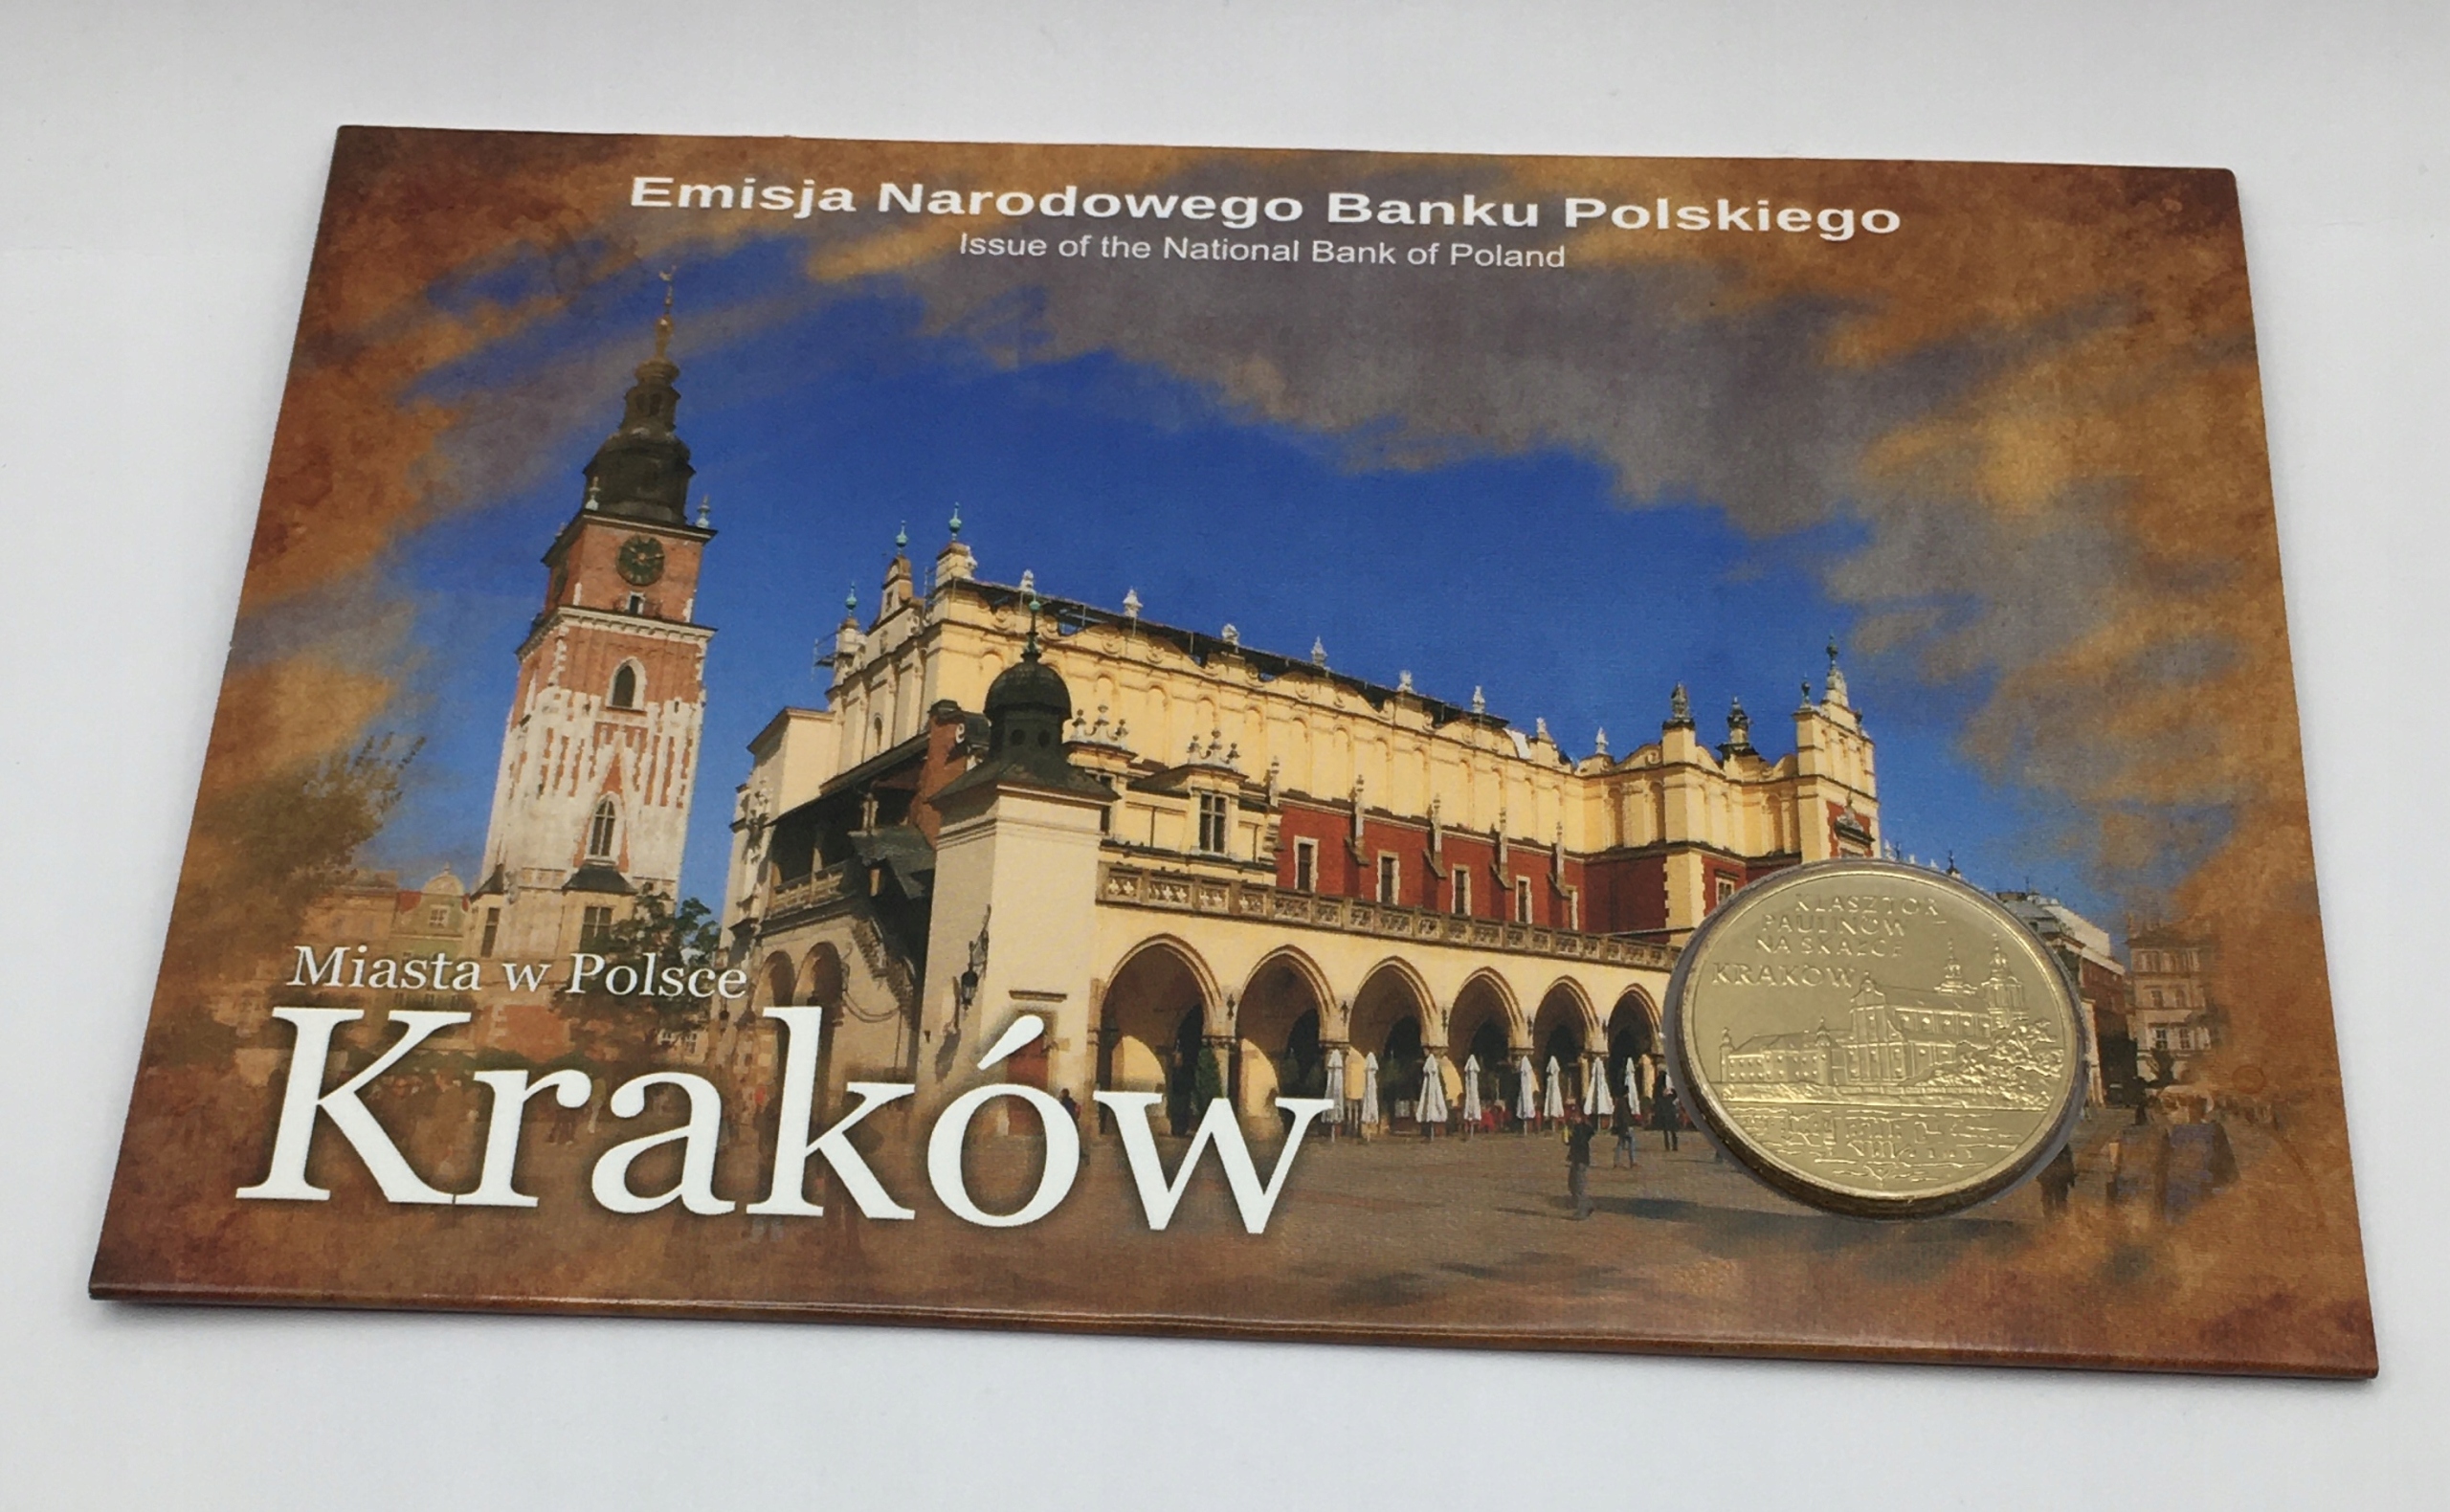 Emisja Narodowego Banku Polskiego
Issue of the National Bank of Poland
Miasta w Polsce
Kraków
KLASZTOR
PAULINÓW
NA SKAŁCE
KRAKÓW